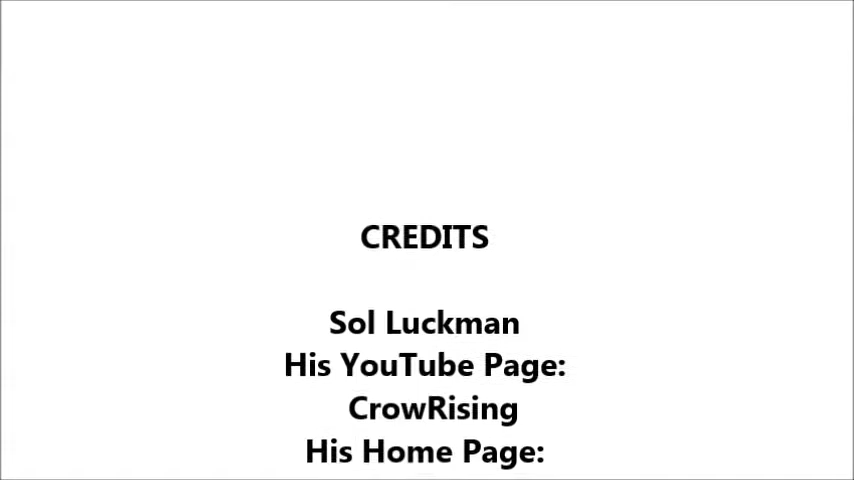 CREDITS
Sol Luckman
His YouTube Page:
CrowRising
His Home Page: